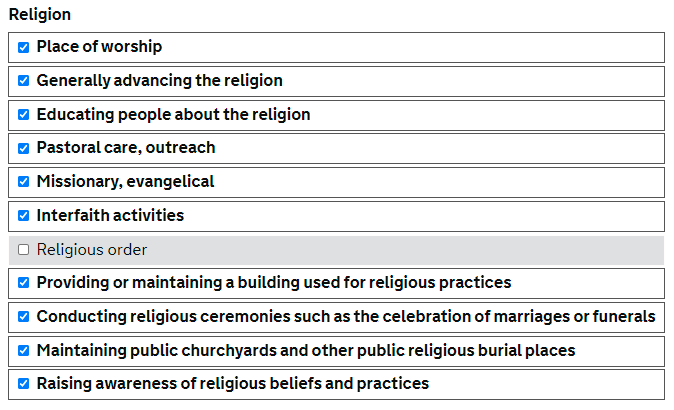 Religion
Place of worship
Generally advancing the religion
Educating people about the religion
Pastoral care, outreach
Missionary, evangelical
Interfaith activities
Religious order
Providing or maintaining a building used for religious practices
Conducting religious ceremonies such as the celebration of marriages or funerals
Maintaining public churchyards and other public religious burial places
Raising awareness of religious beliefs and practices